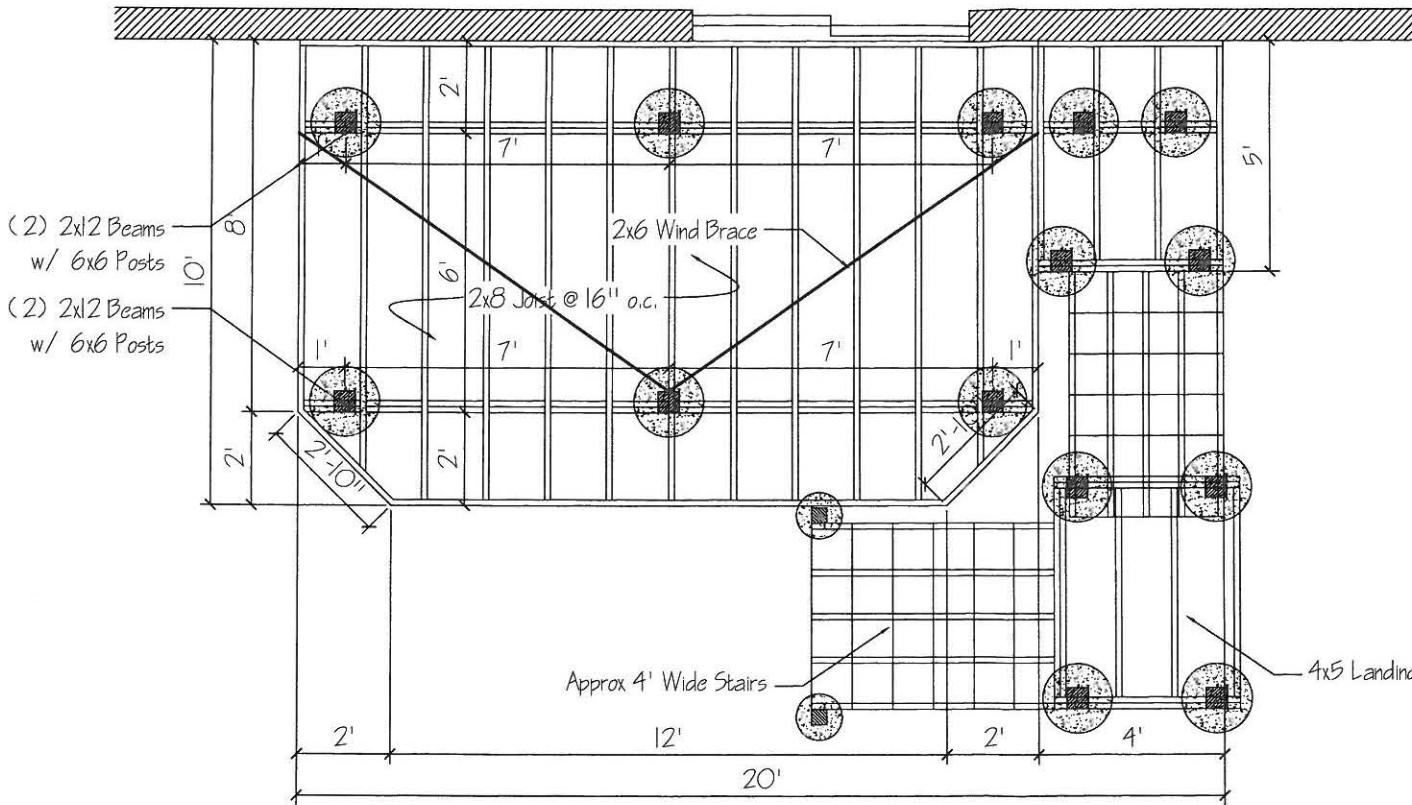 2'
7'
7'
5'
(2) 2x12 Beams
w/ 6x6 Posts
8'
10'
6'
2x6 Wind Brace
2x8 Joist @ 16" o.c.
(2) 2x12 Beams
w/ 6x6 Posts
1'
7'
7'
1'
2'
2'-10"
2'
2'-10"
Approx 4' Wide Stairs
4x5 Landing
2'
12'
2'
4'
20'